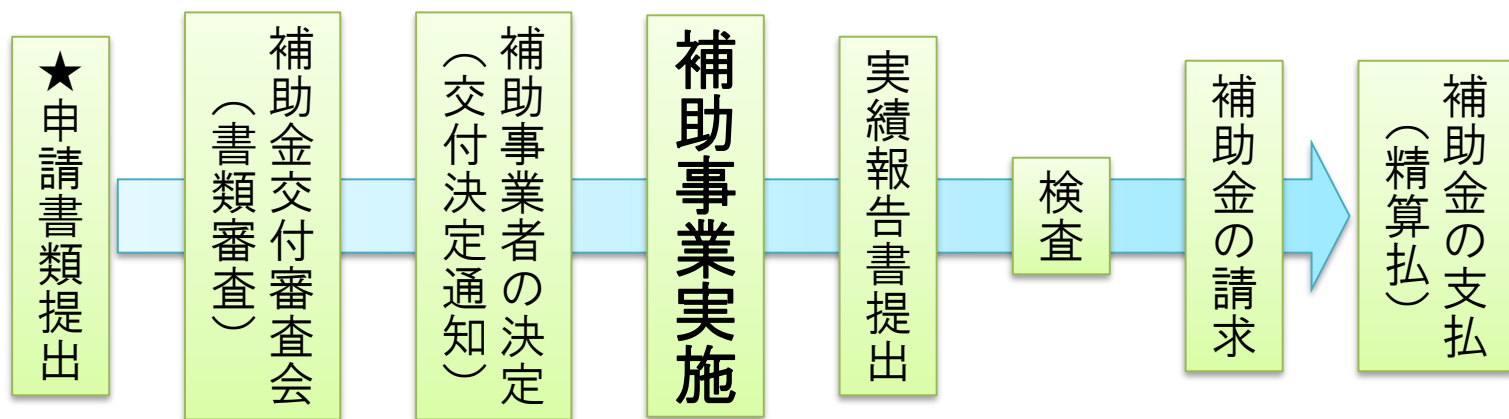 ★申請書類提出
補助金交付審査会
（書類審査）
補助事業者の決定
（交付決定通知）
補助事業実施
実績報告書提出
検査
補助金の請求
補助金の支払
（精算払）